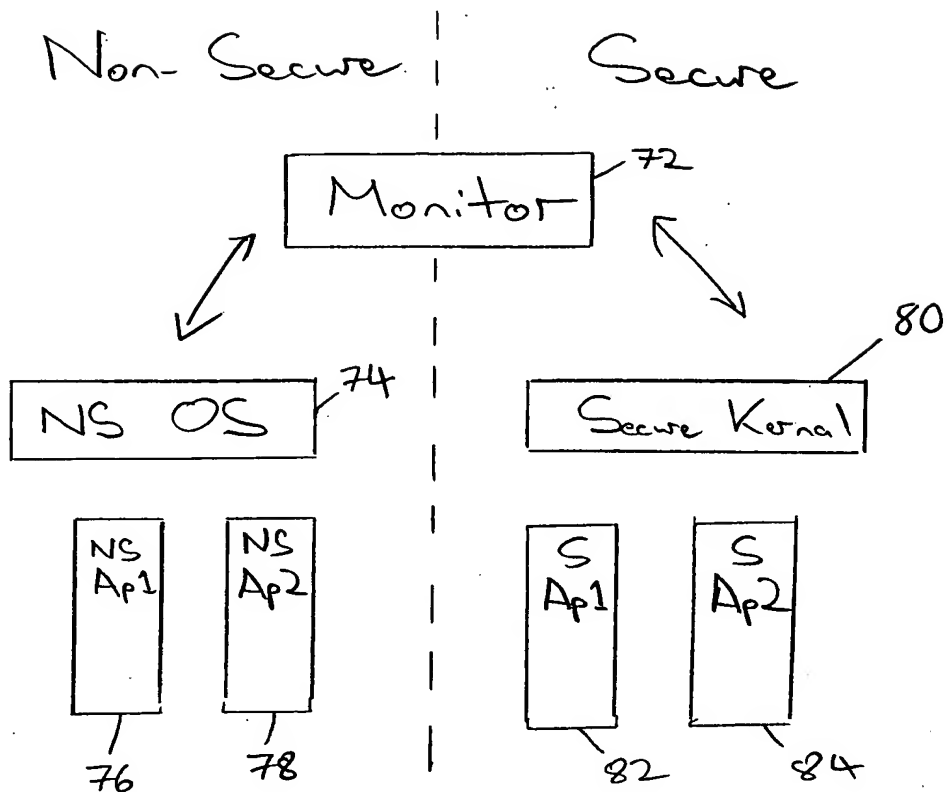 Non-Secure
Secure
Monitor
72
NS OS
74
Secure Kernal
80
NS
Ap1
NS
Ap2
S
Ap1
S
Ap2
76
78
82
84